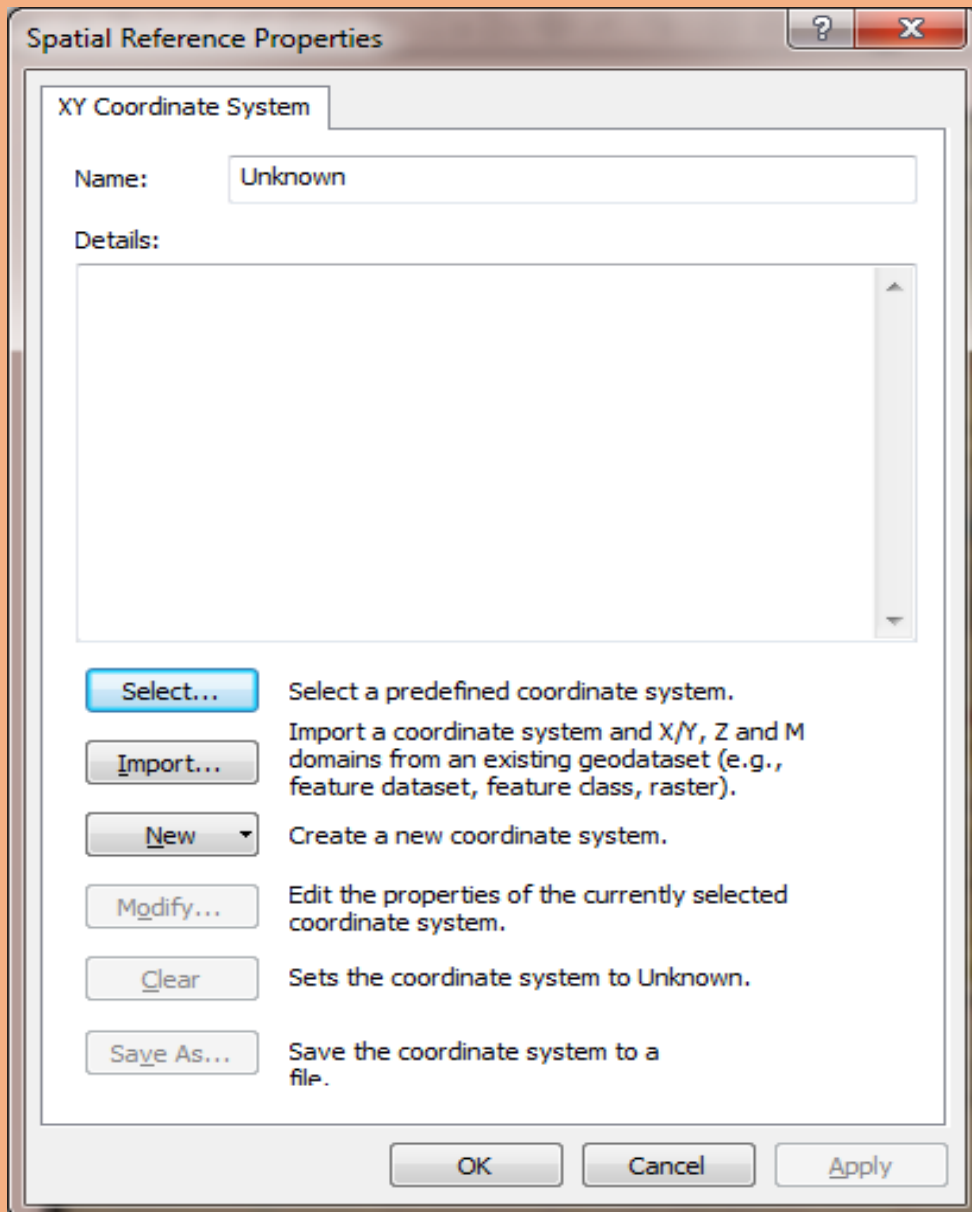 Spatial Reference Properties
?
X
XY Coordinate System
Name: Unknown
Details:
Select... Select a predefined coordinate system.
Import... Import a coordinate system and X/Y, Z and M
domains from an existing geodataset (e.g.,
feature dataset, feature class, raster).
New Create a new coordinate system.
Modify... Edit the properties of the currently selected
coordinate system.
Clear Sets the coordinate system to Unknown.
Save As... Save the coordinate system to a
file.
OK Cancel Apply